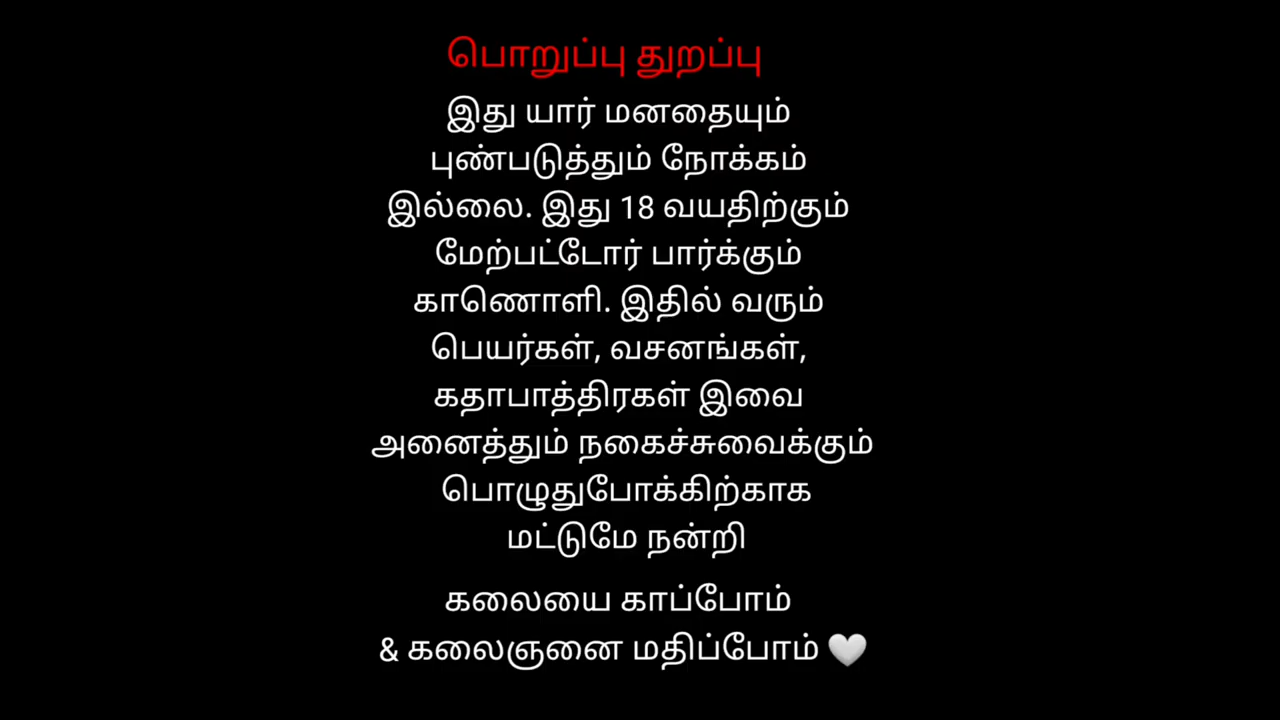 பொறுப்பு துறப்பு
இது யார் மனதையும்
புண்படுத்தும் நோக்கம்
இல்லை. இது 18 வயதிற்கும்
மேற்பட்டோர் பார்க்கும்
காணொளி. இதில் வரும்
பெயர்கள், வசனங்கள்,
கதாபாத்திரகள் இவை
அனைத்தும் நகைச்சுவைக்கும்
பொழுதுபோக்கிற்காக
மட்டுமே நன்றி
கலையை காப்போம்
& கலைஞனை மதிப்போம் 🤍